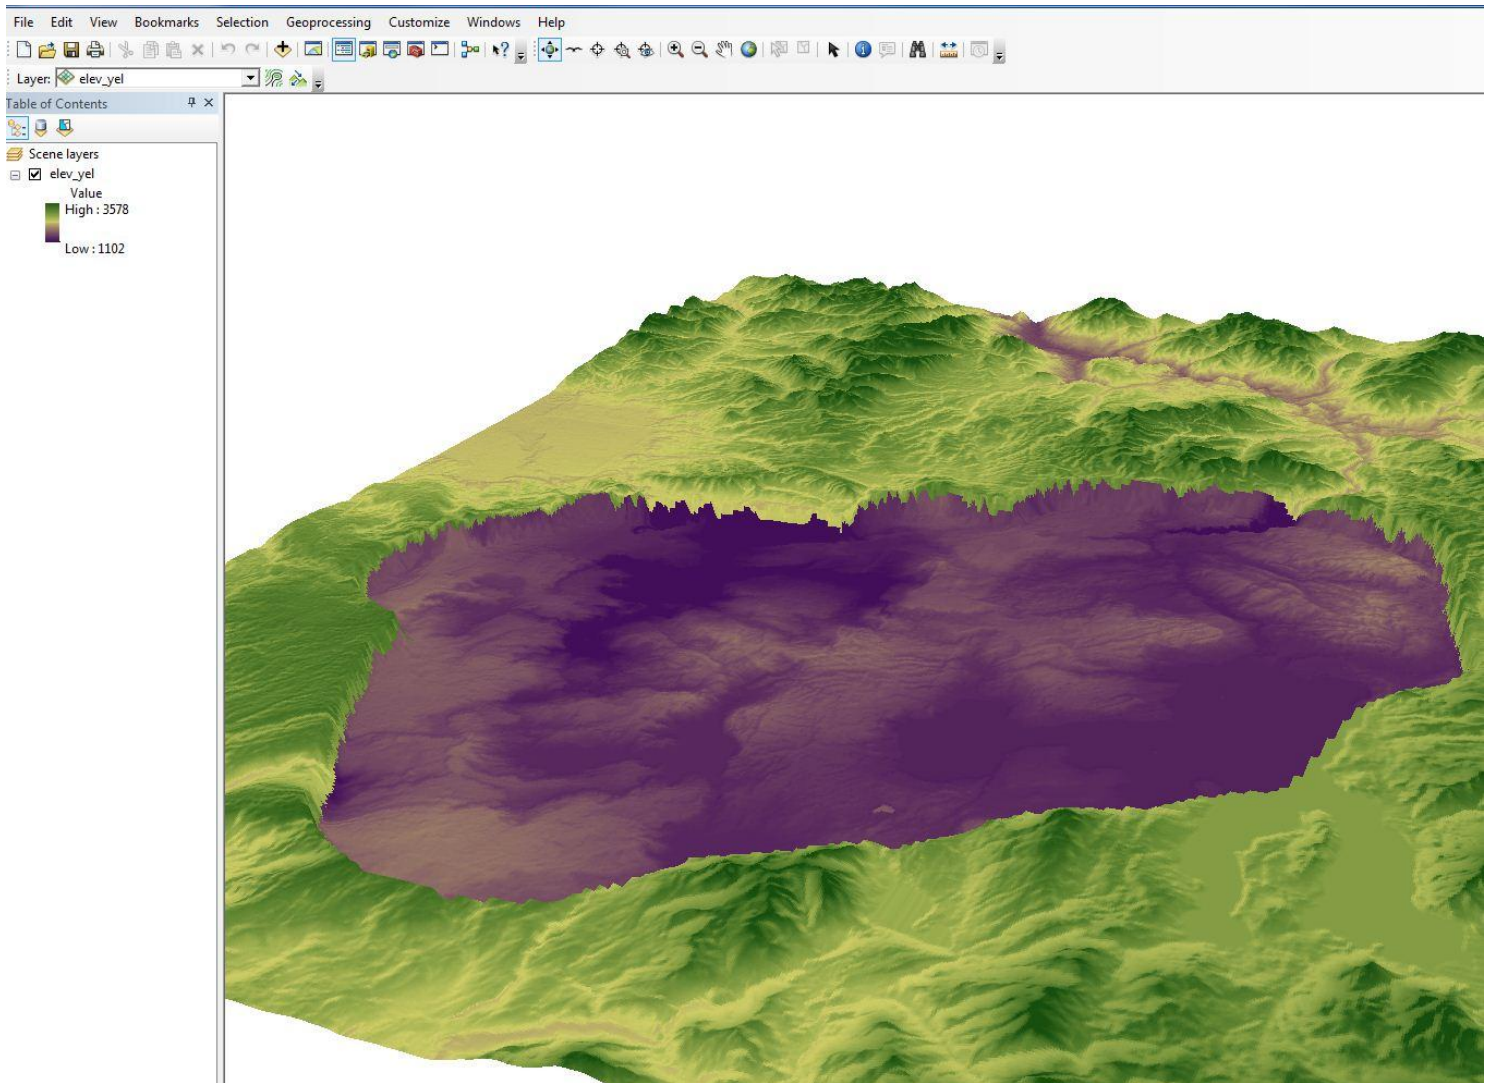 File Edit View Bookmarks Selection Geoprocessing Customize Windows Help
Layer: elev_yel
Table of Contents
Scene layers
elev_yel
Value
High : 3578
Low : 1102